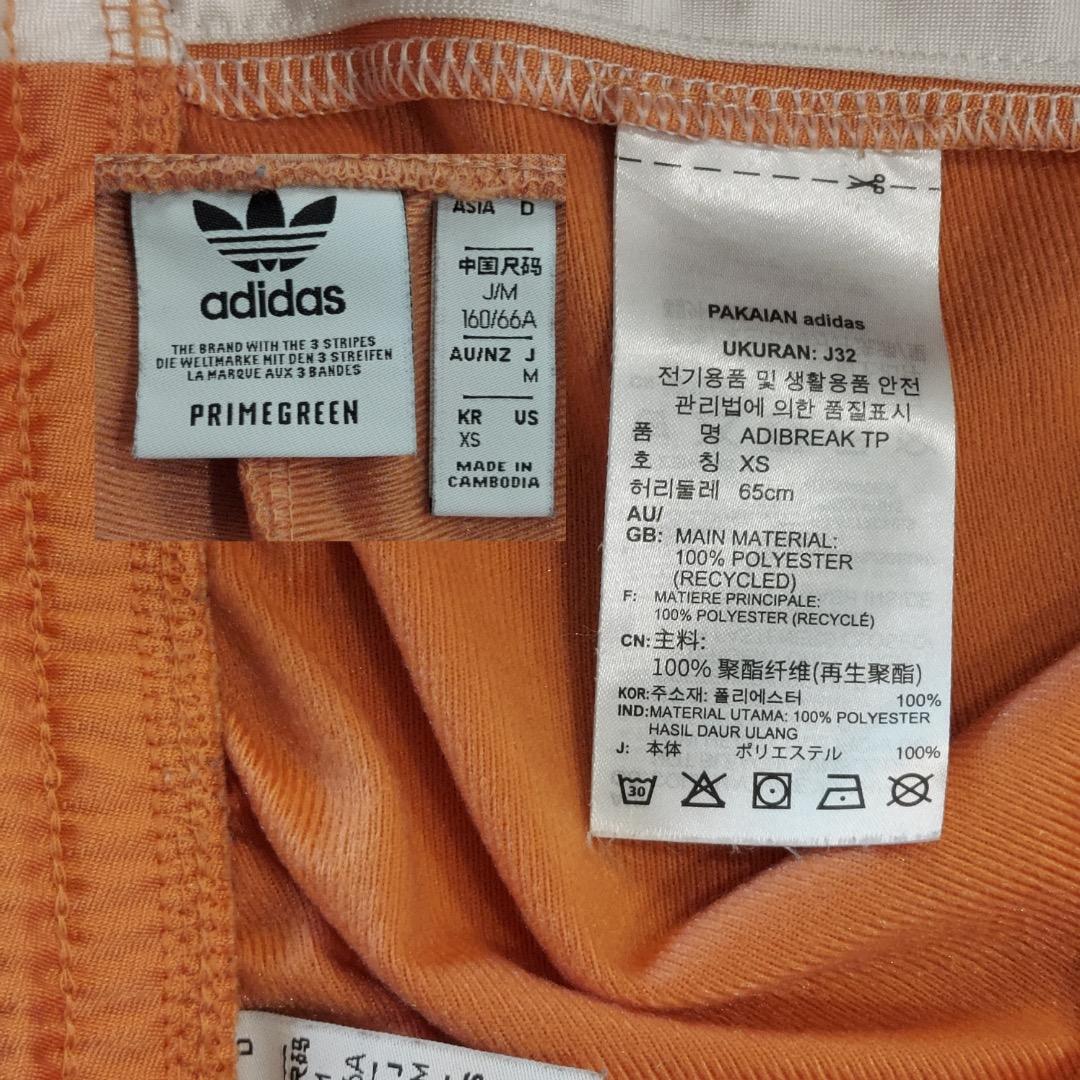 adidas
THE BRAND WITH THE 3 STRIPES
DIE WELTMARKE MIT DEN 3 STREIFEN
LA MARQUE AUX 3 BANDES
PRIMEGREEN
ASIA D
中国尺码
J/M
160/66A
AU/NZ J
M
KR US
XS
MADE IN
CAMBODIA
PAKAIAN adidas
UKURAN: J32
전기용품 및 생활용품 안전
관리법에 의한 품질표시
품 명 ADIBREAK TP
호 칭 XS
허리둘레 65cm
AU/
GB: MAIN MATERIAL:
100% POLYESTER
(RECYCLED)
F: MATIERE PRINCIPALE:
100% POLYESTER (RECYCLÉ)
CN:主料:
100% 聚酯纤维(再生聚酯)
KOR:주소재: 폴리에스터 100%
IND:MATERIAL UTAMA: 100% POLYESTER
HASIL DAUR ULANG
J: 本体 ポリエステル 100%
30